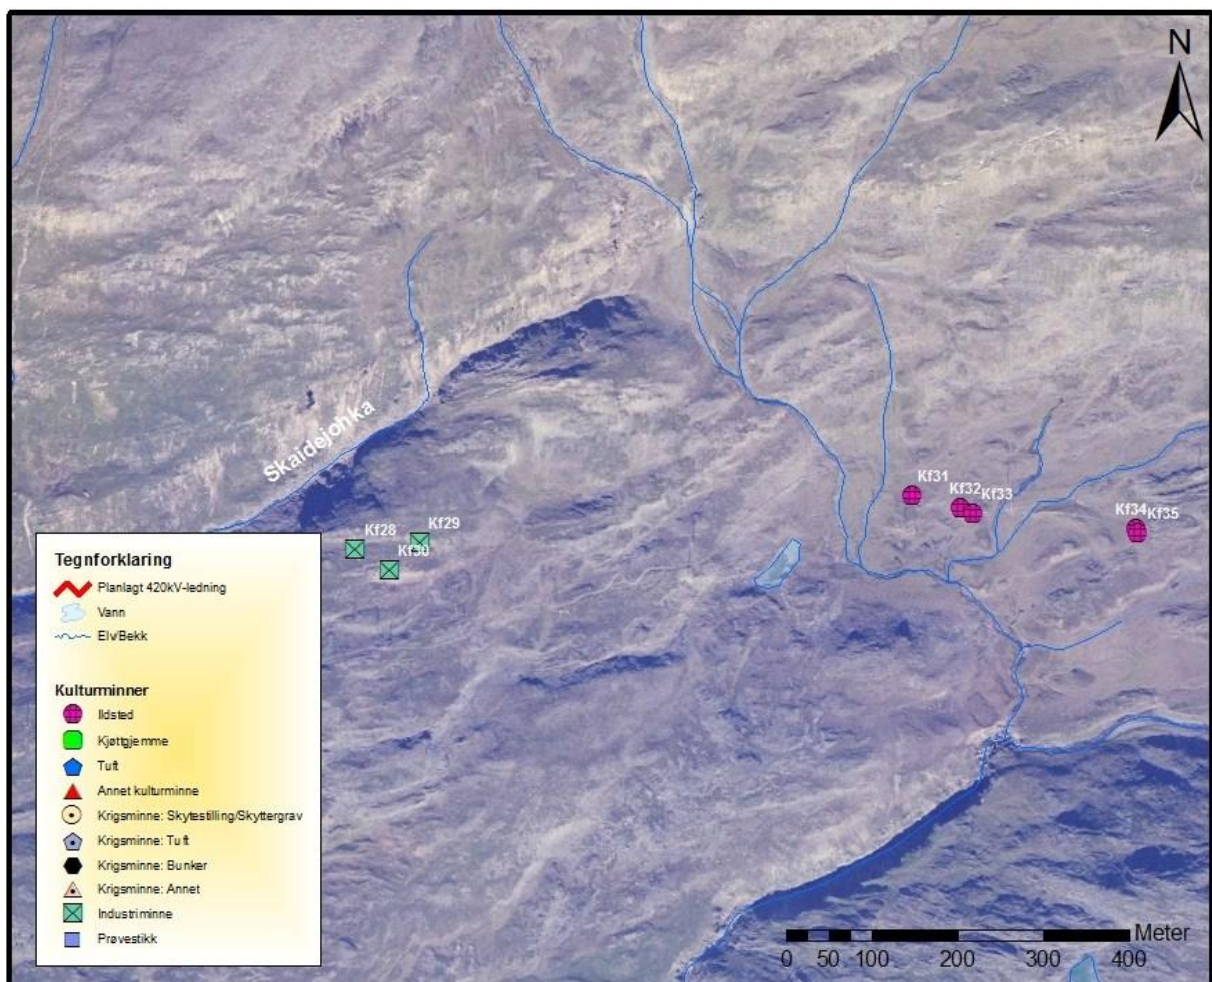 N
Skaidejohka
Kf31
Kf32
Kf33
Kf34
Kf35
Kf28
Kf29
Kf30
Tegnforklaring
Planlagt 420kV-ledning
Vann
Elv/Bekk
Kulturminner
Ildsted
Kjøttgjemme
Tuft
Annet kulturminne
Krigsminne: Skytestilling/Skyttergrav
Krigsminne: Tuft
Krigsminne: Bunker
Krigsminne: Annet
Industriminne
Prøvestikk
Meter
0 50 100 200 300 400